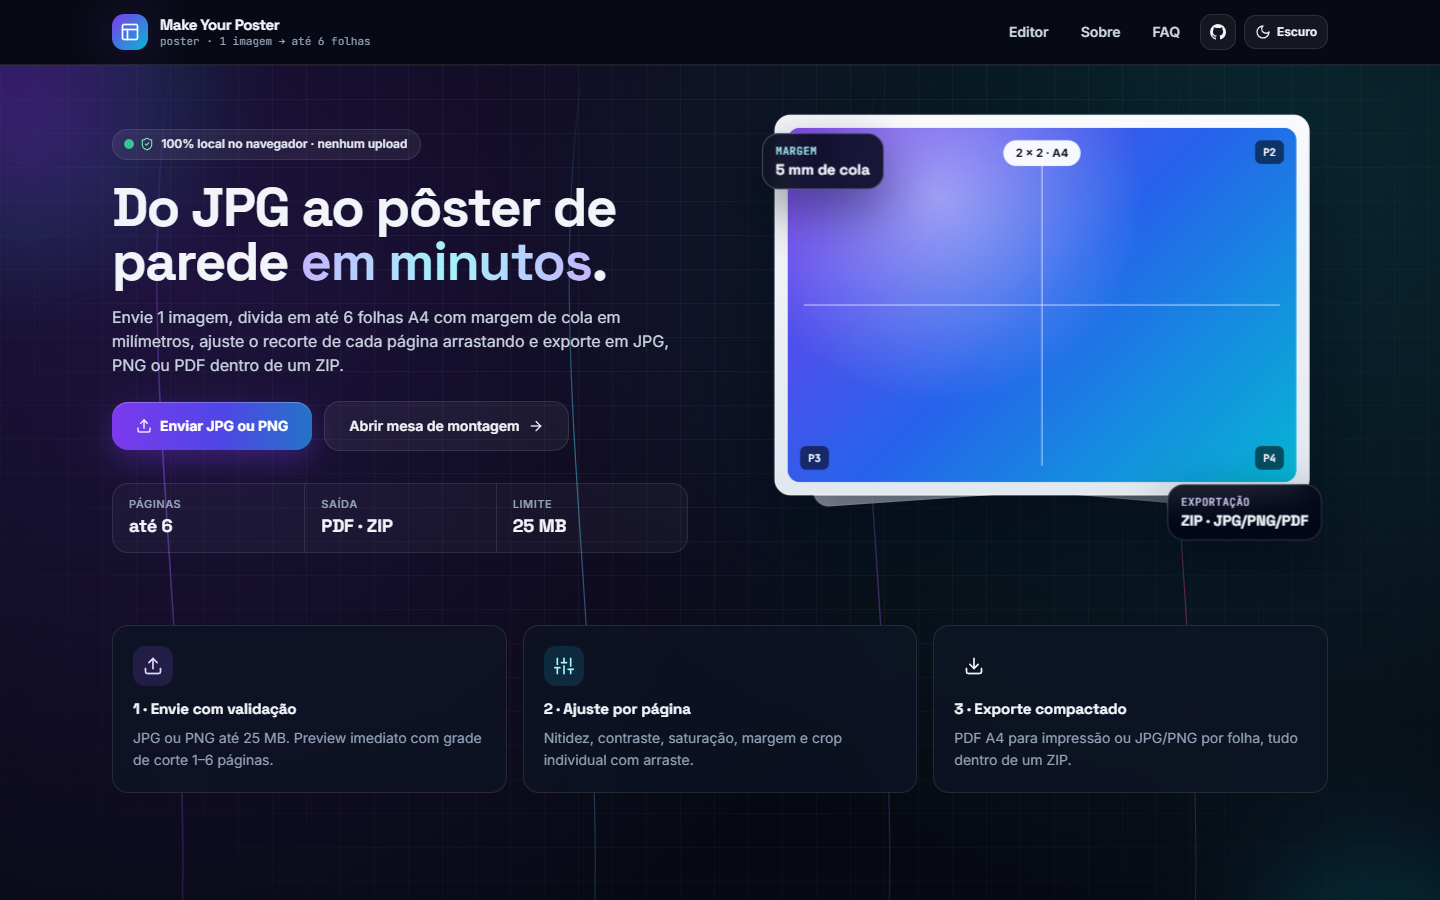 Make Your Poster
poster · 1 imagem → até 6 folhas
Editor
Sobre
FAQ
Escuro
100% local no navegador · nenhum upload
Do JPG ao pôster de
parede em minutos.
Envie 1 imagem, divida em até 6 folhas A4 com margem de cola em
milímetros, ajuste o recorte de cada página arrastando e exporte em JPG,
PNG ou PDF dentro de um ZIP.
Enviar JPG ou PNG
Abrir mesa de montagem →
PÁGINAS
até 6
SAÍDA
PDF · ZIP
LIMITE
25 MB
MARGEM
5 mm de cola
2 × 2 · A4
P2
P3
P4
EXPORTAÇÃO
ZIP · JPG/PNG/PDF
1 · Envie com validação
JPG ou PNG até 25 MB. Preview imediato com grade
de corte 1–6 páginas.
2 · Ajuste por página
Nitidez, contraste, saturação, margem e crop
individual com arraste.
3 · Exporte compactado
PDF A4 para impressão ou JPG/PNG por folha, tudo
dentro de um ZIP.